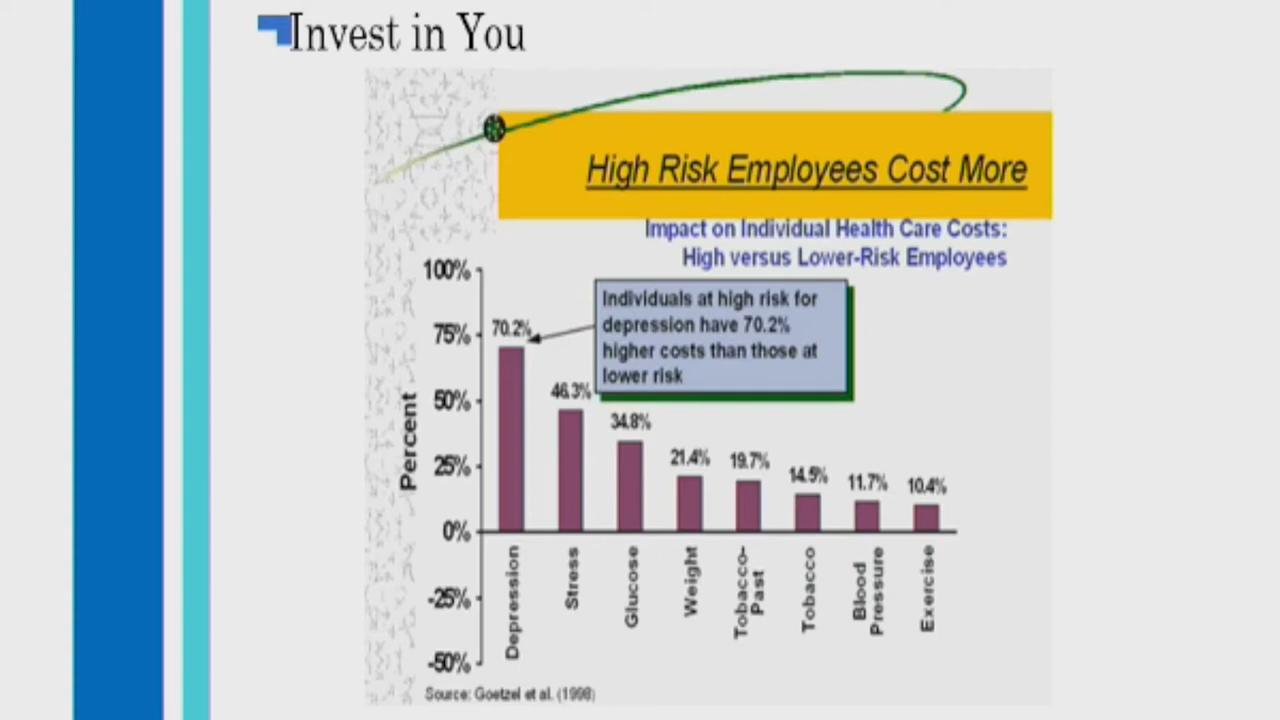 Invest in You
High Risk Employees Cost More
Impact on Individual Health Care Costs:
High versus Lower-Risk Employees
Individuals at high risk for
depression have 70.2%
higher costs than those at
lower risk
Percent
100%
75%
50%
25%
0%
-25%
-50%
70.2%
46.3%
34.8%
21.4%
19.7%
14.5%
11.7%
10.4%
Depression
Stress
Glucose
Weight
Tobacco-
Past
Tobacco
Blood
Pressure
Exercise
Source: Goetzel et al. (1998)